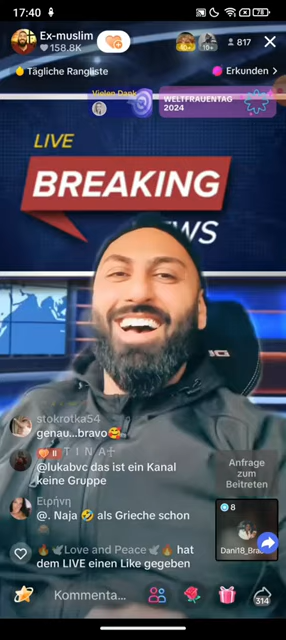 17:40
78
Ex-muslim
158.8K
817
Tägliche Rangliste
Erkunden
Vielen Dank
WELTFRAUENTAG
2024
LIVE
BREAKING
stokrotka54
genau...bravo🥰
T I N A
@lukabvc das ist ein Kanal
keine Gruppe
Anfrage
zum
Beitreten
Ειρήνη
@. Naja 🤣 als Grieche schon
8
Dani18_Bra
🔥🕊Love and Peace🕊🔥 hat
dem LIVE einen Like gegeben
Kommenta...
314